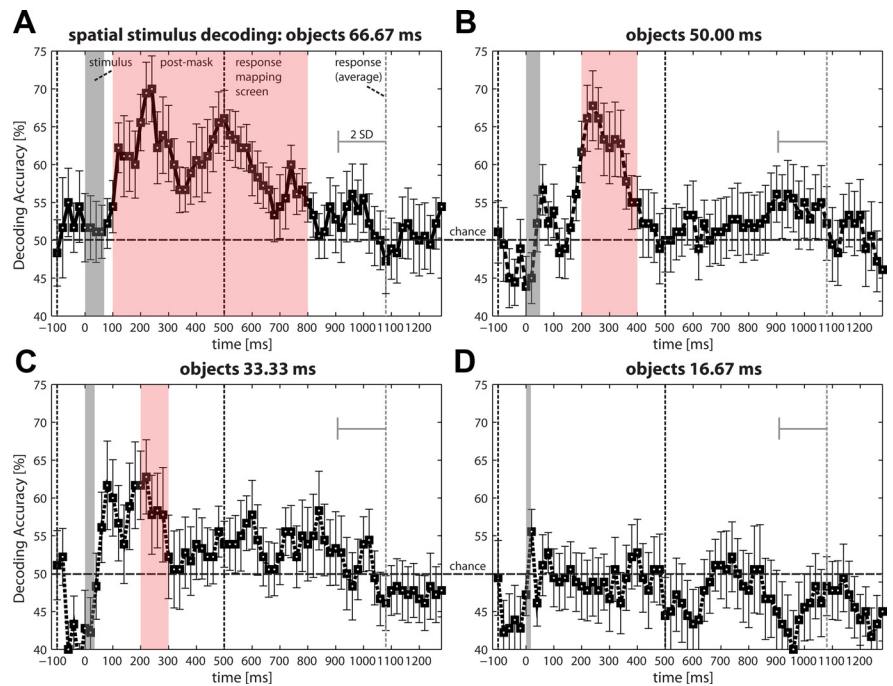 A
spatial stimulus decoding: objects 66.67 ms
B
objects 50.00 ms
Decoding Accuracy [%]
75
70
65
60
55
50
45
40
stimulus
post-mask
response
mapping
screen
response
(average)
2 SD
chance
−100 0 100 200 300 400 500 600 700 800 900 1000 1100 1200
time [ms]
75
70
65
60
55
50
45
40
−100 0 100 200 300 400 500 600 700 800 900 1000 1100 1200
time [ms]
C
objects 33.33 ms
D
objects 16.67 ms
Decoding Accuracy [%]
75
70
65
60
55
50
45
40
chance
−100 0 100 200 300 400 500 600 700 800 900 1000 1100 1200
time [ms]
75
70
65
60
55
50
45
40
−100 0 100 200 300 400 500 600 700 800 900 1000 1100 1200
time [ms]